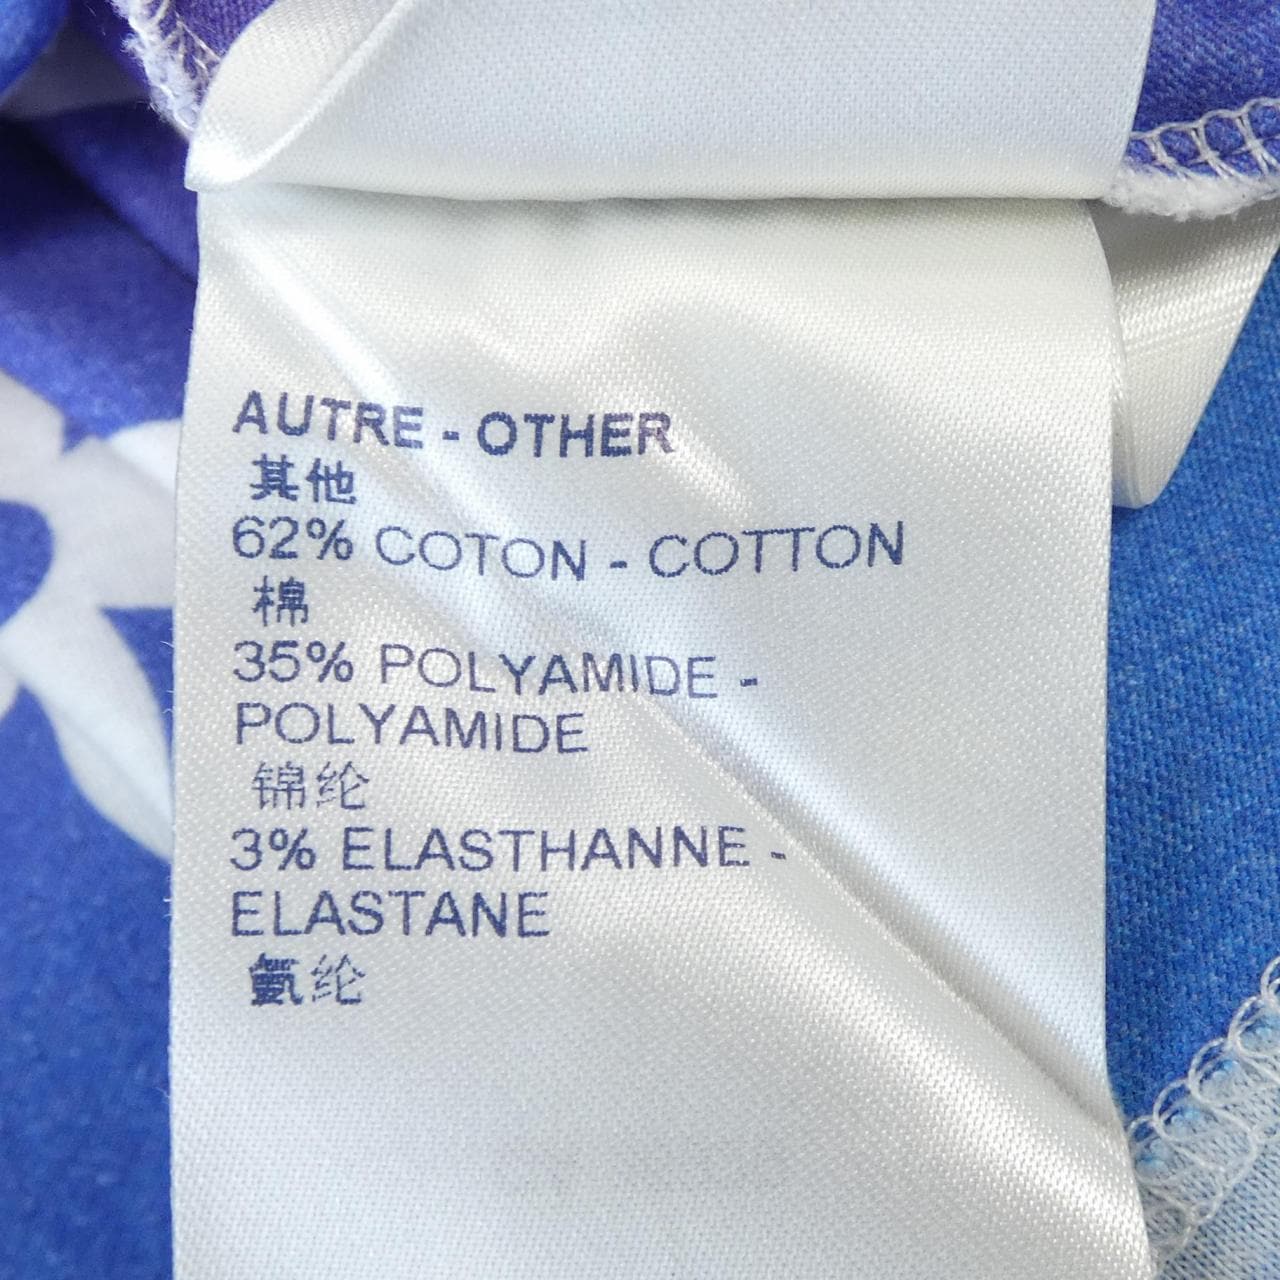 AUTRE - OTHER
其他
62% COTON - COTTON
棉
35% POLYAMIDE -
POLYAMIDE
锦纶
3% ELASTHANNE -
ELASTANE
氨纶